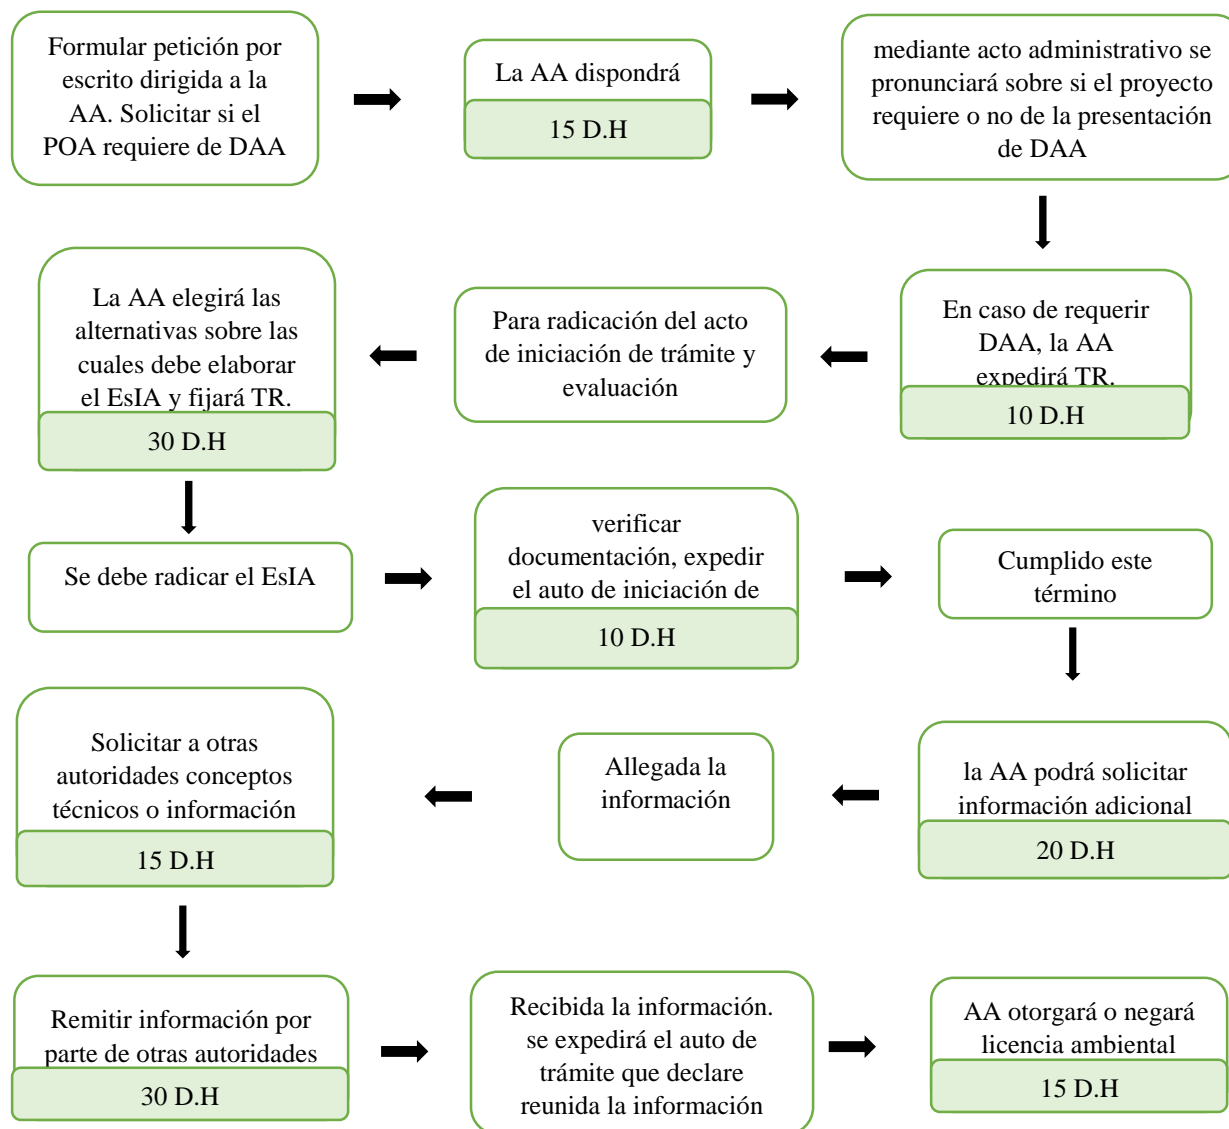 Formular petición por
escrito dirigida a la
AA. Solicitar si el
POA requiere de DAA
La AA dispondrá
15 D.H
mediante acto administrativo se
pronunciará sobre si el proyecto
requiere o no de la presentación
de DAA
En caso de requerir
DAA, la AA
expedirá TR.
10 D.H
Para radicación del acto
de iniciación de trámite y
evaluación
La AA elegirá las
alternativas sobre las
cuales debe elaborar
el EsIA y fijará TR.
30 D.H
Se debe radicar el EsIA
verificar
documentación, expedir
el auto de iniciación de
10 D.H
Cumplido este
término
la AA podrá solicitar
información adicional
20 D.H
Allegada la
información
Solicitar a otras
autoridades conceptos
técnicos o información
15 D.H
Remitir información por
parte de otras autoridades
30 D.H
Recibida la información.
se expedirá el auto de
trámite que declare
reunida la información
AA otorgará o negará
licencia ambiental
15 D.H